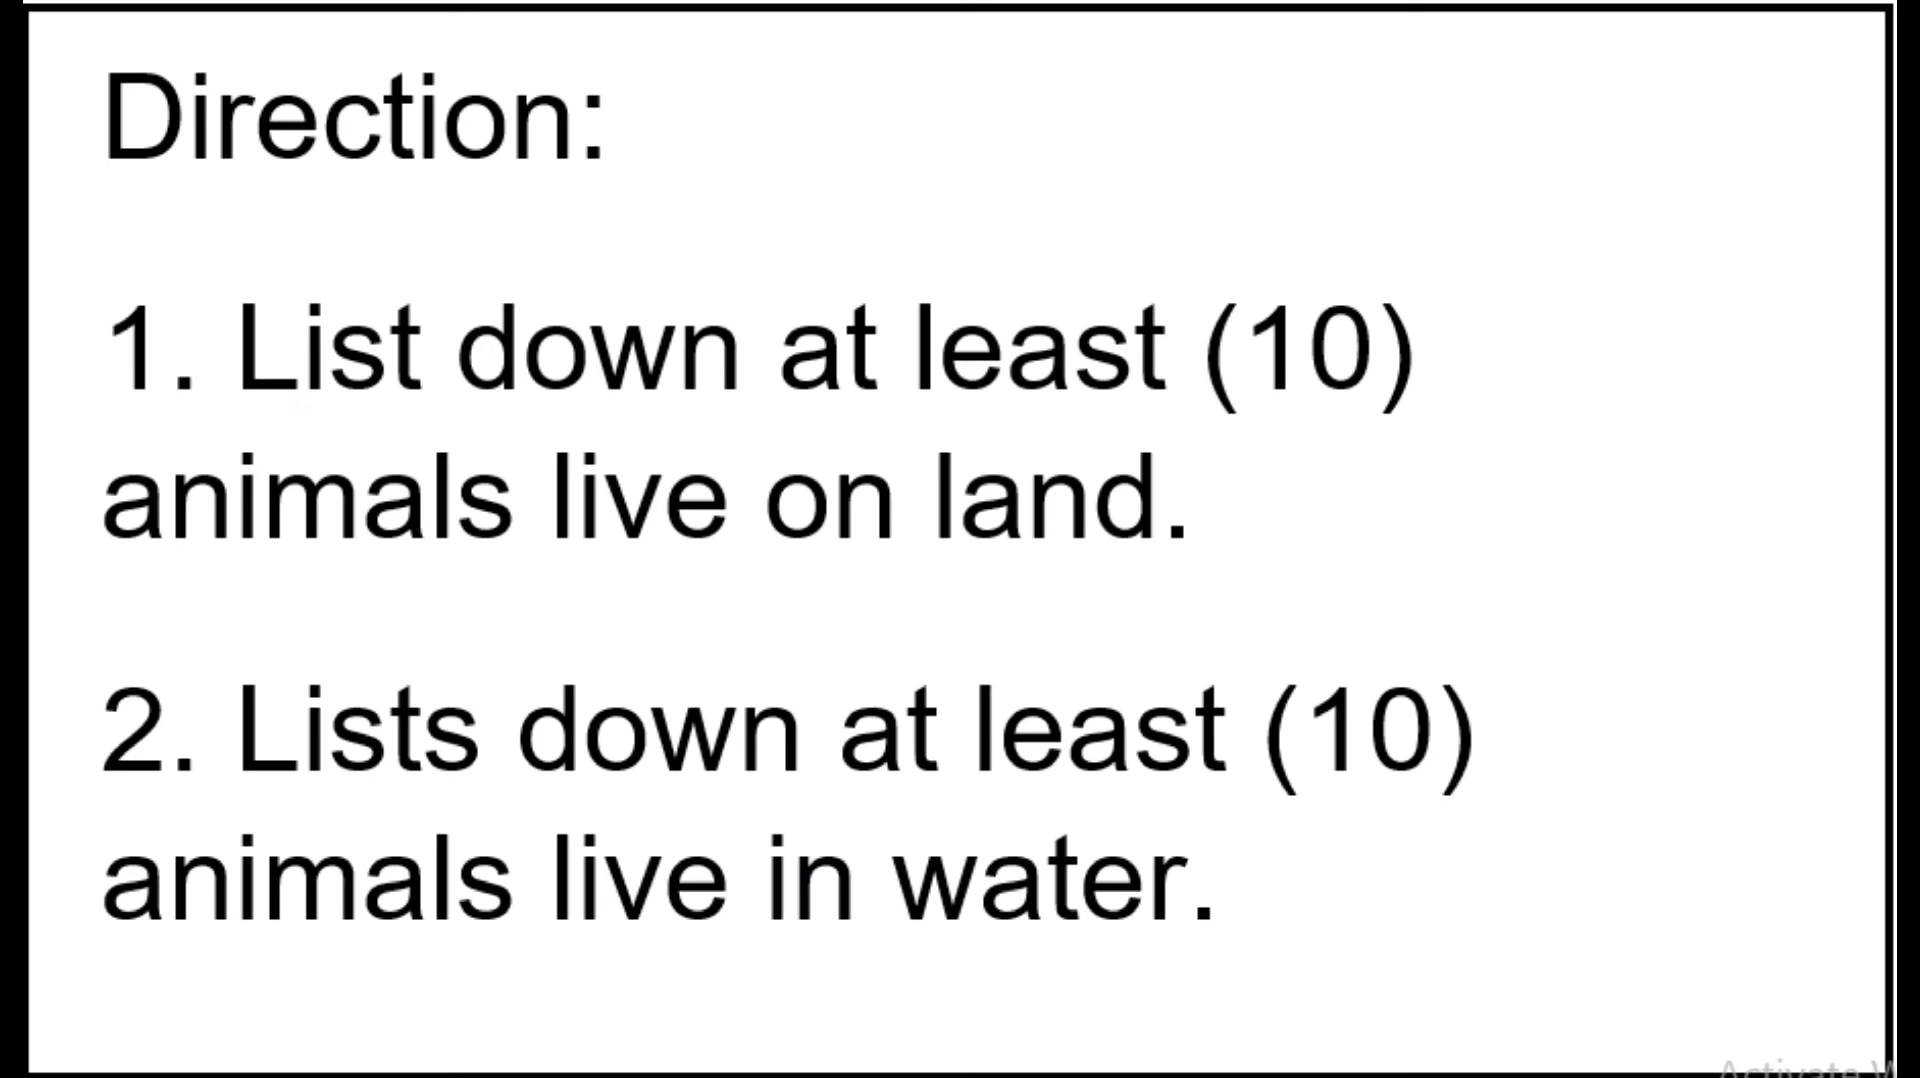 Direction:
1. List down at least (10)
animals live on land.
2. Lists down at least (10)
animals live in water.